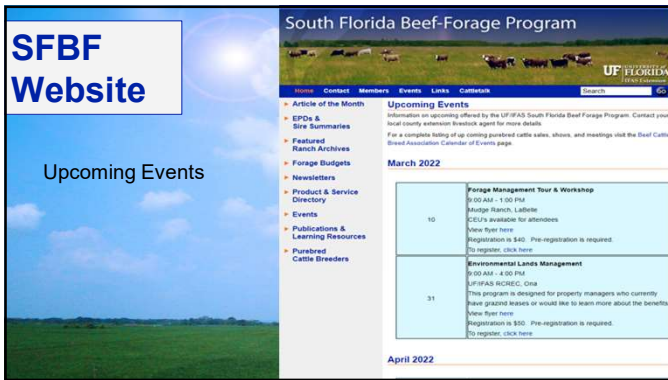 SFBF
Website
Upcoming Events
South Florida Beef-Forage Program
UF UNIVERSITY of
FLORIDA
IFAS Extension
Home Contact Members Events Links Cattletalk
Search Go
Article of the Month
EPDs &
Sire Summaries
Featured
Ranch Archives
Forage Budgets
Newsletters
Product & Service
Directory
Events
Publications &
Learning Resources
Purebred
Cattle Breeders
Upcoming Events
Information on upcoming offered by the UF/IFAS South Florida Beef Forage Program. Contact your
local county extension livestock agent for more details.
For a complete listing of up coming purebred cattle sales, shows, and meetings visit the Beef Cattle
Breed Association Calendar of Events page.
March 2022
10
Forage Management Tour & Workshop
9:00 AM - 1:00 PM
Mudge Ranch, LaBelle
CEU's available for attendees
View flyer here
Registration is $40. Pre-registration is required.
To register, click here
31
Environmental Lands Management
9:00 AM - 4:00 PM
UF/IFAS RCREC, Ona
This program is designed for property managers who currently
have grazind leases or would like to learn more about the benefits
View flyer here
Registration is $50. Pre-registration is required.
To register, click here
April 2022